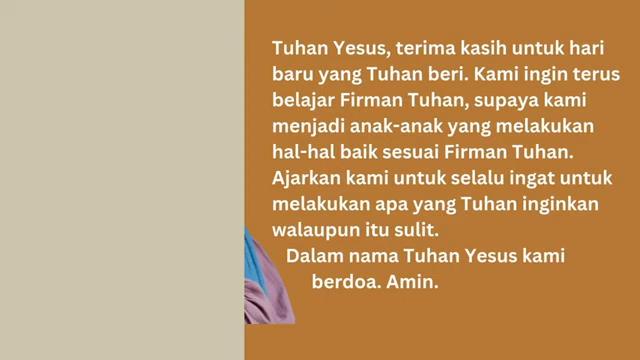 Tuhan Yesus, terima kasih untuk hari
baru yang Tuhan beri. Kami ingin terus
belajar Firman Tuhan, supaya kami
menjadi anak-anak yang melakukan
hal-hal baik sesuai Firman Tuhan.
Ajarkan kami untuk selalu ingat untuk
melakukan apa yang Tuhan inginkan
walaupun itu sulit.
Dalam nama Tuhan Yesus kami
berdoa. Amin.